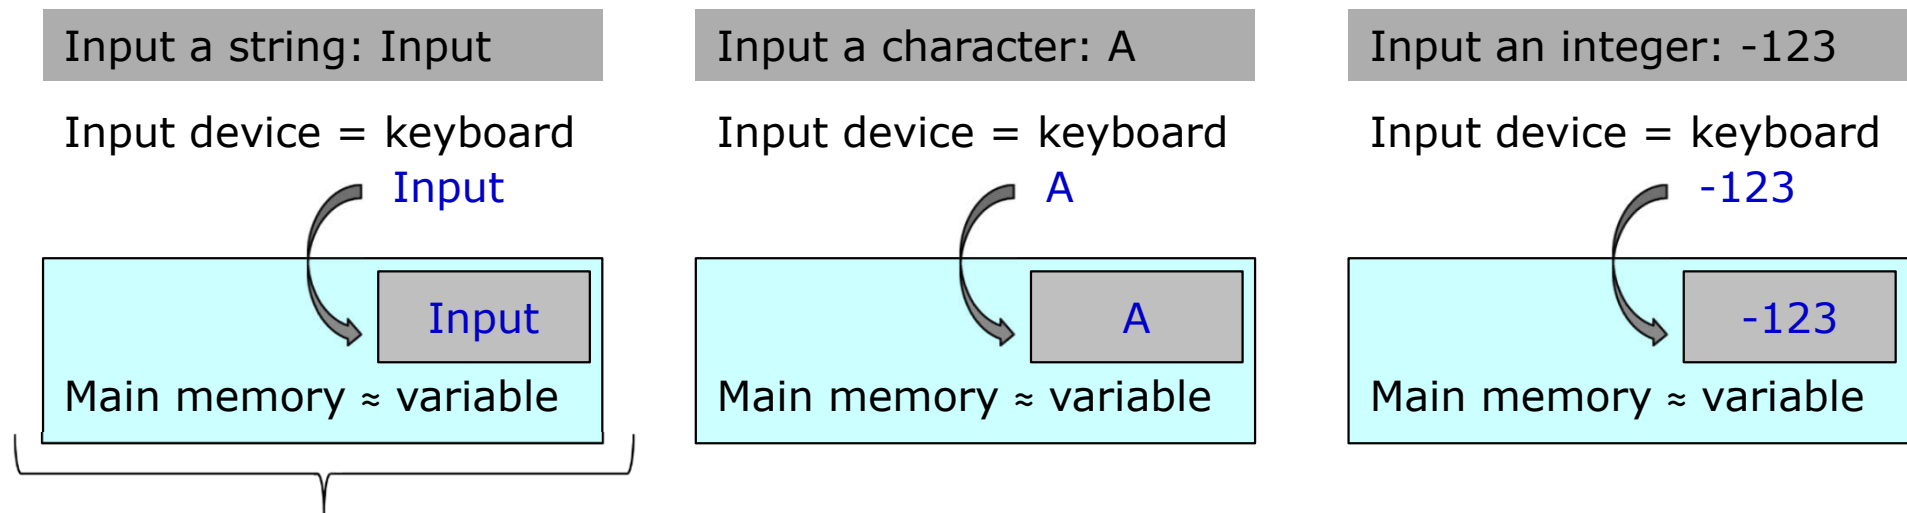 Input a string: Input
Input device = keyboard
Input
Input
Main memory ≈ variable
Input a character: A
Input device = keyboard
A
A
Main memory ≈ variable
Input an integer: -123
Input device = keyboard
-123
-123
Main memory ≈ variable